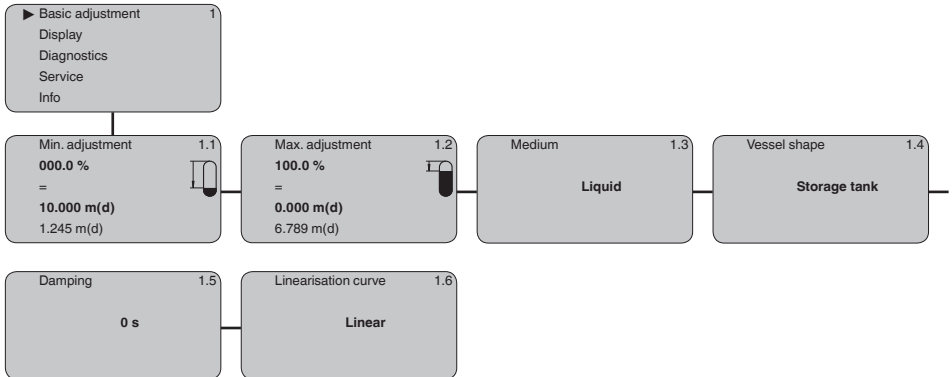 ▶ Basic adjustment 1
Display
Diagnostics
Service
Info
Min. adjustment 1.1
000.0 %
=
10.000 m(d)
1.245 m(d)
Max. adjustment 1.2
100.0 %
=
0.000 m(d)
6.789 m(d)
Medium 1.3
Liquid
Vessel shape 1.4
Storage tank
Damping 1.5
0 s
Linearisation curve 1.6
Linear